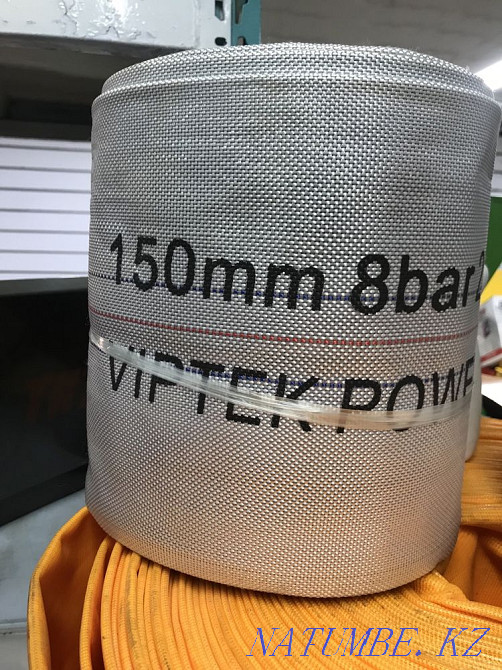 150mm 8bar
VIPTEK POWE
NATUMBE. KZ